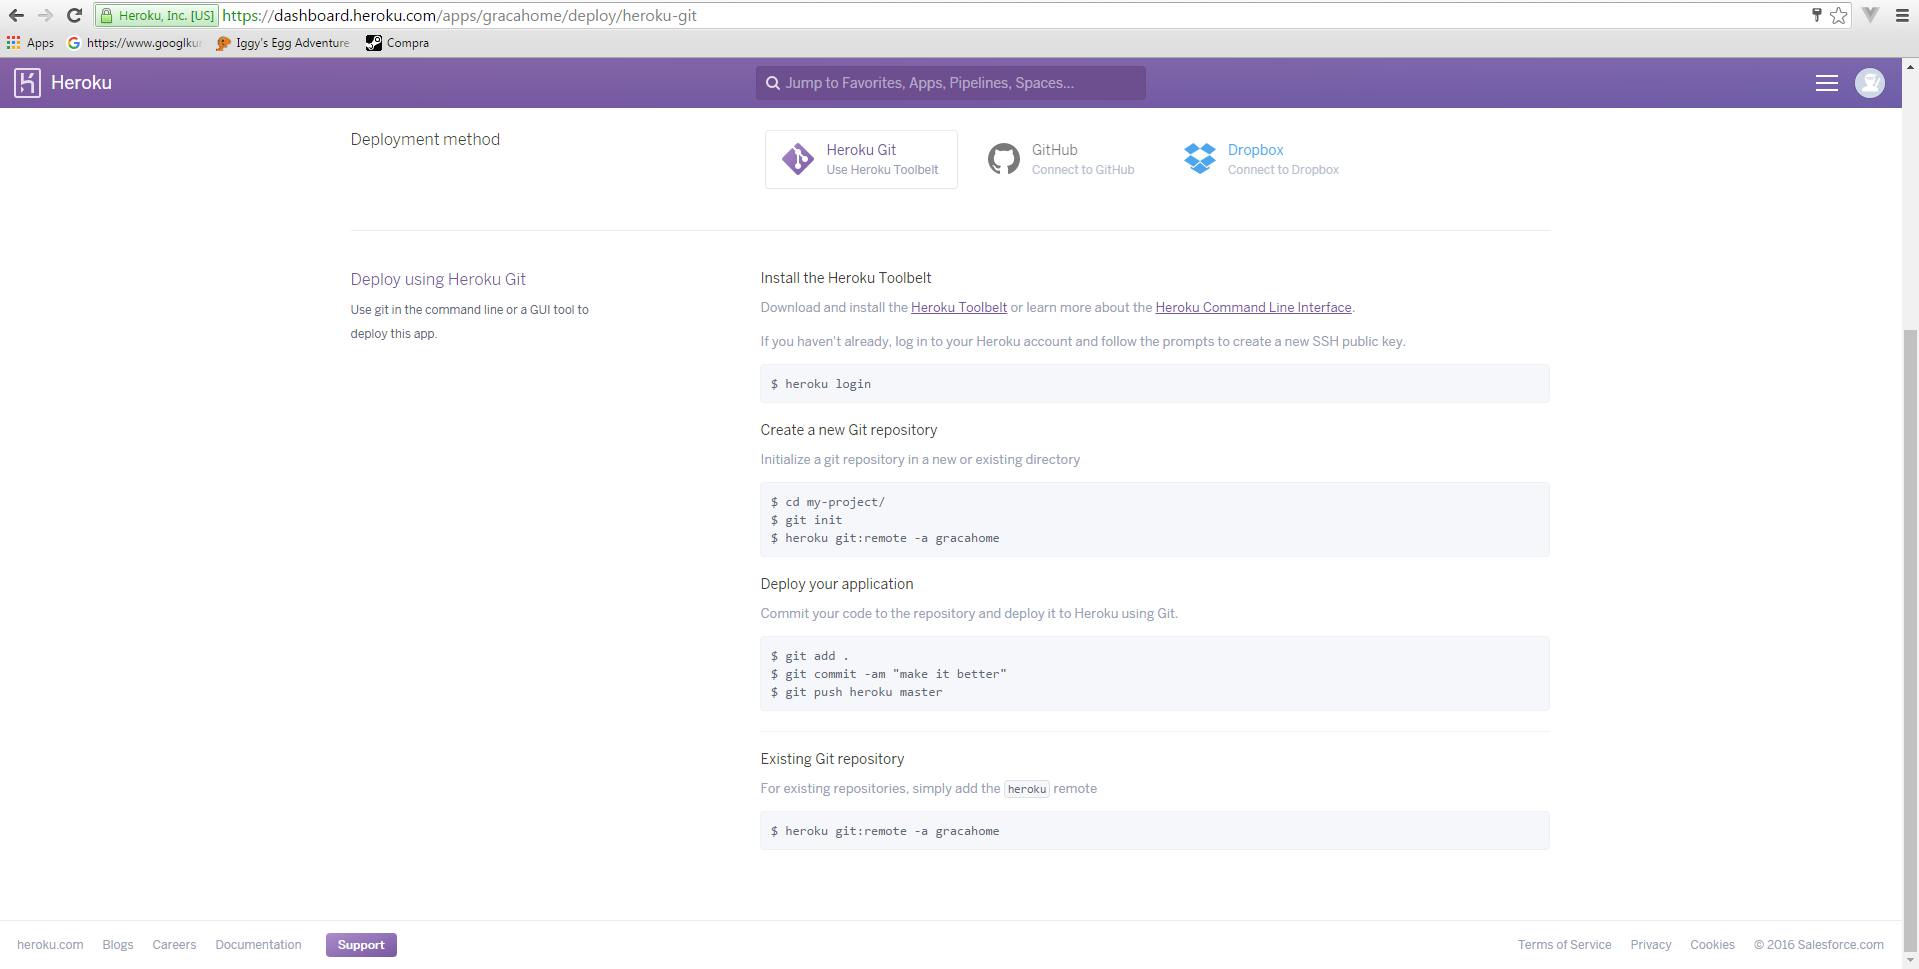 Heroku, Inc. [US] https://dashboard.heroku.com/apps/gracahome/deploy/heroku-git
Apps https://www.googlkur Iggy's Egg Adventure Compra
Heroku
Jump to Favorites, Apps, Pipelines, Spaces...
Deployment method
Heroku Git
Use Heroku Toolbelt
GitHub
Connect to GitHub
Dropbox
Connect to Dropbox
Deploy using Heroku Git
Use git in the command line or a GUI tool to
deploy this app.
Install the Heroku Toolbelt
Download and install the Heroku Toolbelt or learn more about the Heroku Command Line Interface.
If you haven't already, log in to your Heroku account and follow the prompts to create a new SSH public key.
$ heroku login
Create a new Git repository
Initialize a git repository in a new or existing directory
$ cd my-project/
$ git init
$ heroku git:remote -a gracahome
Deploy your application
Commit your code to the repository and deploy it to Heroku using Git.
$ git add .
$ git commit -am "make it better"
$ git push heroku master
Existing Git repository
For existing repositories, simply add the heroku remote
$ heroku git:remote -a gracahome
heroku.com Blogs Careers Documentation Support Terms of Service Privacy Cookies © 2016 Salesforce.com